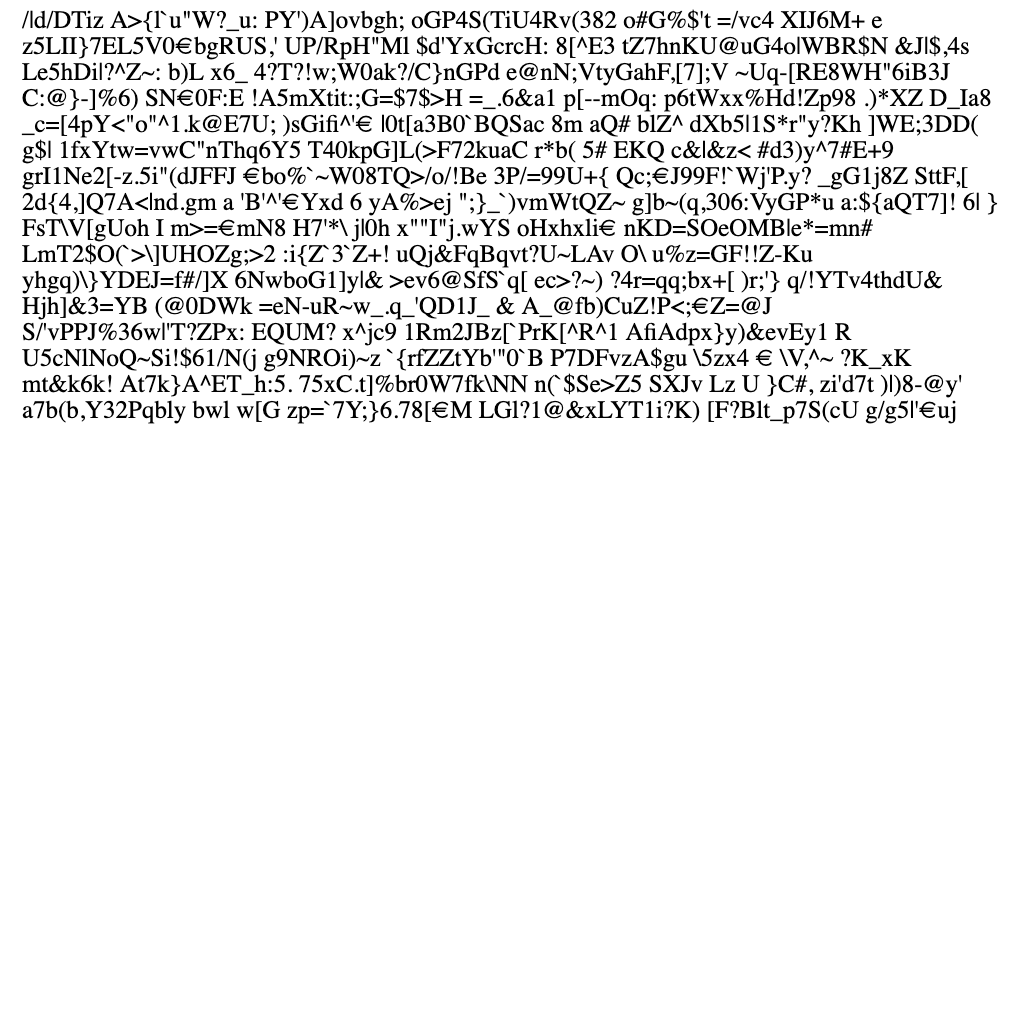 /ld/DTiz A>{l`u"W?_u: PY')A]ovbgh; oGP4S(TiU4Rv(382 o#G%$'t =/vc4 XIJ6M+ e
z5LII}7EL5V0€bgRUS,' UP/RpH"Ml $d'YxGcrcH: 8[^E3 tZ7hnKU@uG4o|WBR$N &J|$,4s
Le5hDi|?^Z~: b)L x6_ 4?T?!w;W0ak?/C}nGPd e@nN;VtyGahF,[7];V ~Uq-[RE8WH"6iB3J
C:@}-]%6) SN€0F:E !A5mXtit:;G=$7$>H =_.6&a1 p[--mOq: p6tWxx%Hd!Zp98 .)*XZ D_Ia8
_c=[4pY<"o"^1.k@E7U; )sGifi^'€ |0t[a3B0`BQSac 8m aQ# blZ^ dXb5|1S*r"y?Kh ]WE;3DD(
g$| 1fxYtw=vwC"nThq6Y5 T40kpG]L(>F72kuaC r*b( 5# EKQ c&|&z< #d3)y^7#E+9
grI1Ne2[-z.5i"(dJFFJ €bo%`~W08TQ>/o/!Be 3P/=99U+{ Qc;€J99F!`Wj'P.y? _gG1j8Z SttF,[
2d{4,]Q7A<|nd.gm a 'B'^'€Yxd 6 yA%>ej ";}_`)vmWtQZ~ g]b~(q,306:VyGP*u a:${aQT7]! 6| }
FsT\V[gUoh I m>=€mN8 H7'*\ j|0h x""I"j.wYS oHxhxli€ nKD=SOeOMB|e*=mn#
LmT2$O(`>\]UHOZg;>2 :i{Z`3`Z+! uQj&FqBqvt?U~LAv O\ u%z=GF!!Z-Ku
yhgq)\}YDEJ=f#/]X 6NwboG1]y|& >ev6@SfS`q[ ec>?~) ?4r=qq;bx+[ )r;'} q/!YTv4thdU&
Hjh]&3=YB (@0DWk =eN-uR~w_.q_'QD1J_ & A_@fb)CuZ!P<;€Z=@J
S/'vPPJ%36w|'T?ZPx: EQUM? x^jc9 1Rm2JBz[`PrK[^R^1 AfiAdpx}y)&evEy1 R
U5cNlNoQ~Si!$61/N(j g9NROi)~z `{rfZZtYb'"0`B P7DFvzA$gu \5zx4 € \V,^~ ?K_xK
mt&k6k! At7k}A^ET_h:5. 75xC.t]%br0W7fk\NN n(`$Se>Z5 SXJv Lz U }C#, zi'd7t )|)8-@y'
a7b(b,Y32Pqbly bwl w[G zp=`7Y;}6.78[€M LGl?1@&xLYT1i?K) [F?Blt_p7S(cU g/g5|'€uj